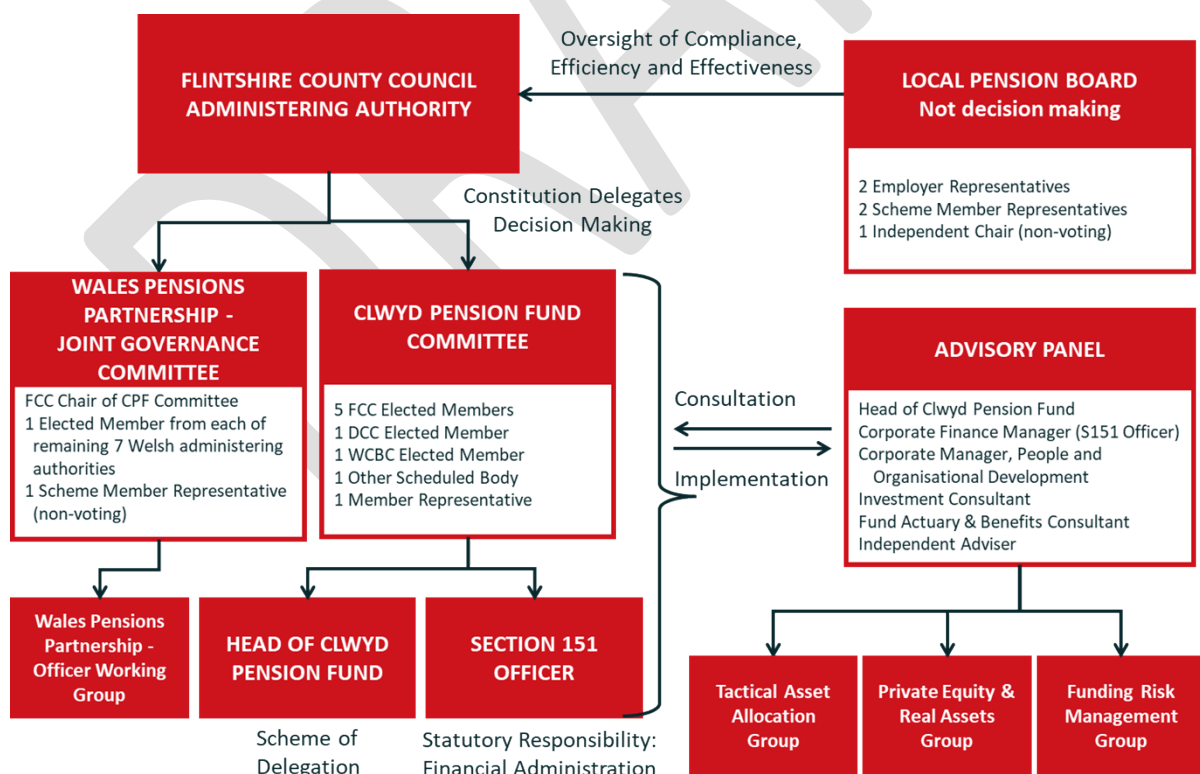 FLINTSHIRE COUNTY COUNCIL
ADMINISTERING AUTHORITY
Oversight of Compliance,
Efficiency and Effectiveness
LOCAL PENSION BOARD
Not decision making
2 Employer Representatives
2 Scheme Member Representatives
1 Independent Chair (non-voting)
Constitution Delegates
Decision Making
WALES PENSIONS
PARTNERSHIP -
JOINT GOVERNANCE
COMMITTEE
FCC Chair of CPF Committee
1 Elected Member from each of
remaining 7 Welsh administering
authorities
1 Scheme Member Representative
(non-voting)
CLWYD PENSION FUND
COMMITTEE
5 FCC Elected Members
1 DCC Elected Member
1 WCBC Elected Member
1 Other Scheduled Body
1 Member Representative
Consultation
Implementation
ADVISORY PANEL
Head of Clwyd Pension Fund
Corporate Finance Manager (S151 Officer)
Corporate Manager, People and
Organisational Development
Investment Consultant
Fund Actuary & Benefits Consultant
Independent Adviser
Wales Pensions
Partnership -
Officer Working
Group
HEAD OF CLWYD
PENSION FUND
SECTION 151
OFFICER
Tactical Asset
Allocation
Group
Private Equity &
Real Assets
Group
Funding Risk
Management
Group
Scheme of
Delegation
Statutory Responsibility:
Financial Administration